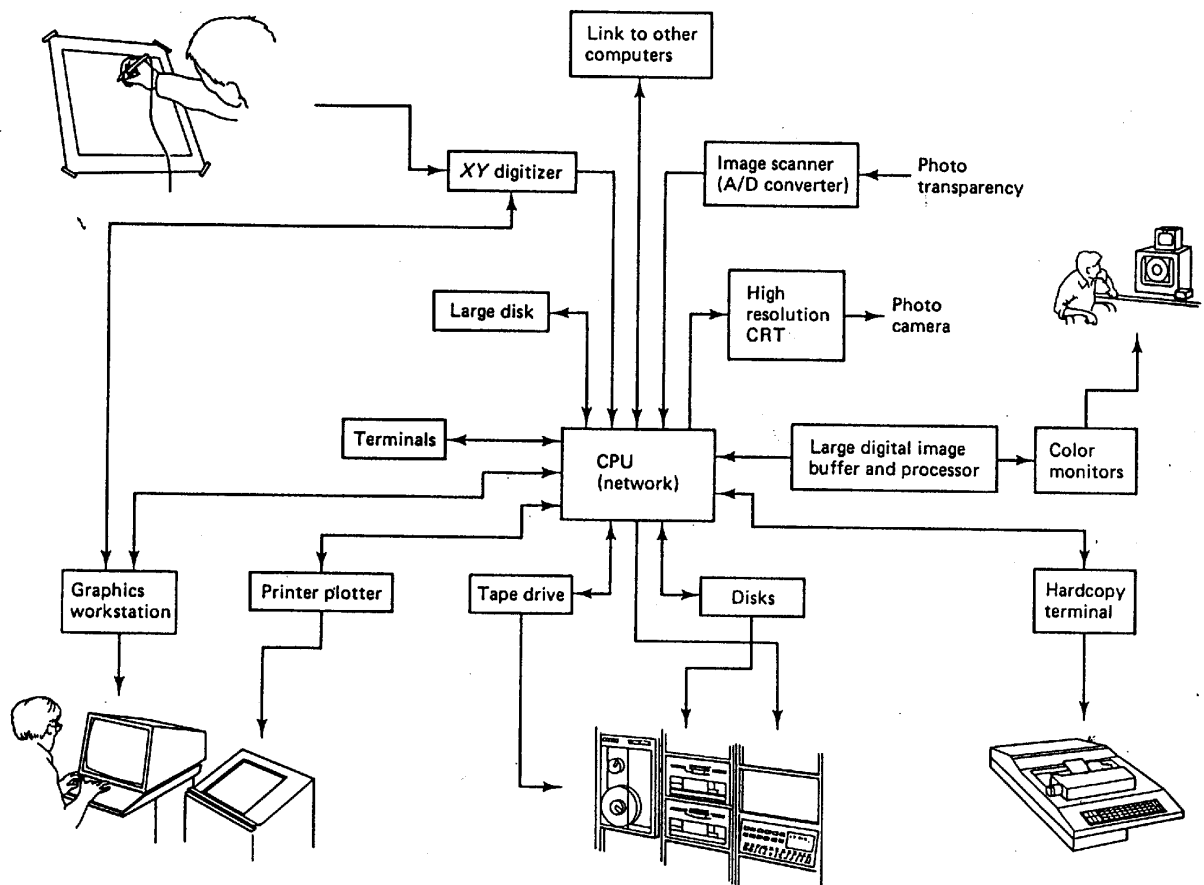 Link to other
computers
XY digitizer
Image scanner
(A/D converter)
Photo
transparency
Large disk
High
resolution
CRT
Photo
camera
Terminals
CPU
(network)
Large digital image
buffer and processor
Color
monitors
Graphics
workstation
Printer plotter
Tape drive
Disks
Hardcopy
terminal